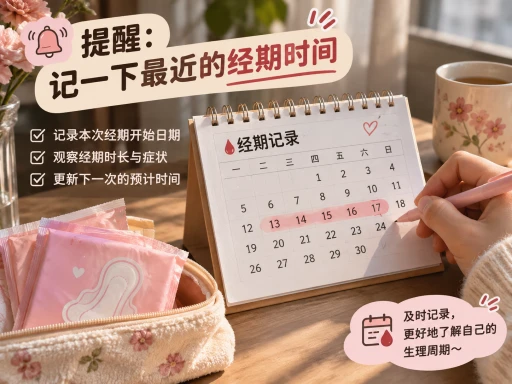 提醒：
记一下最近的经期时间
记录本次经期开始日期
观察经期时长与症状
更新下一次的预计时间
经期记录
一 二 三 四 五 六 日
1 2 3 4
5 6 7 8 9 10 11
12 13 14 15 16 17 18
19 20 21 22 23 24
26 27 28 29 30
及时记录，
更好地了解自己的
生理周期～